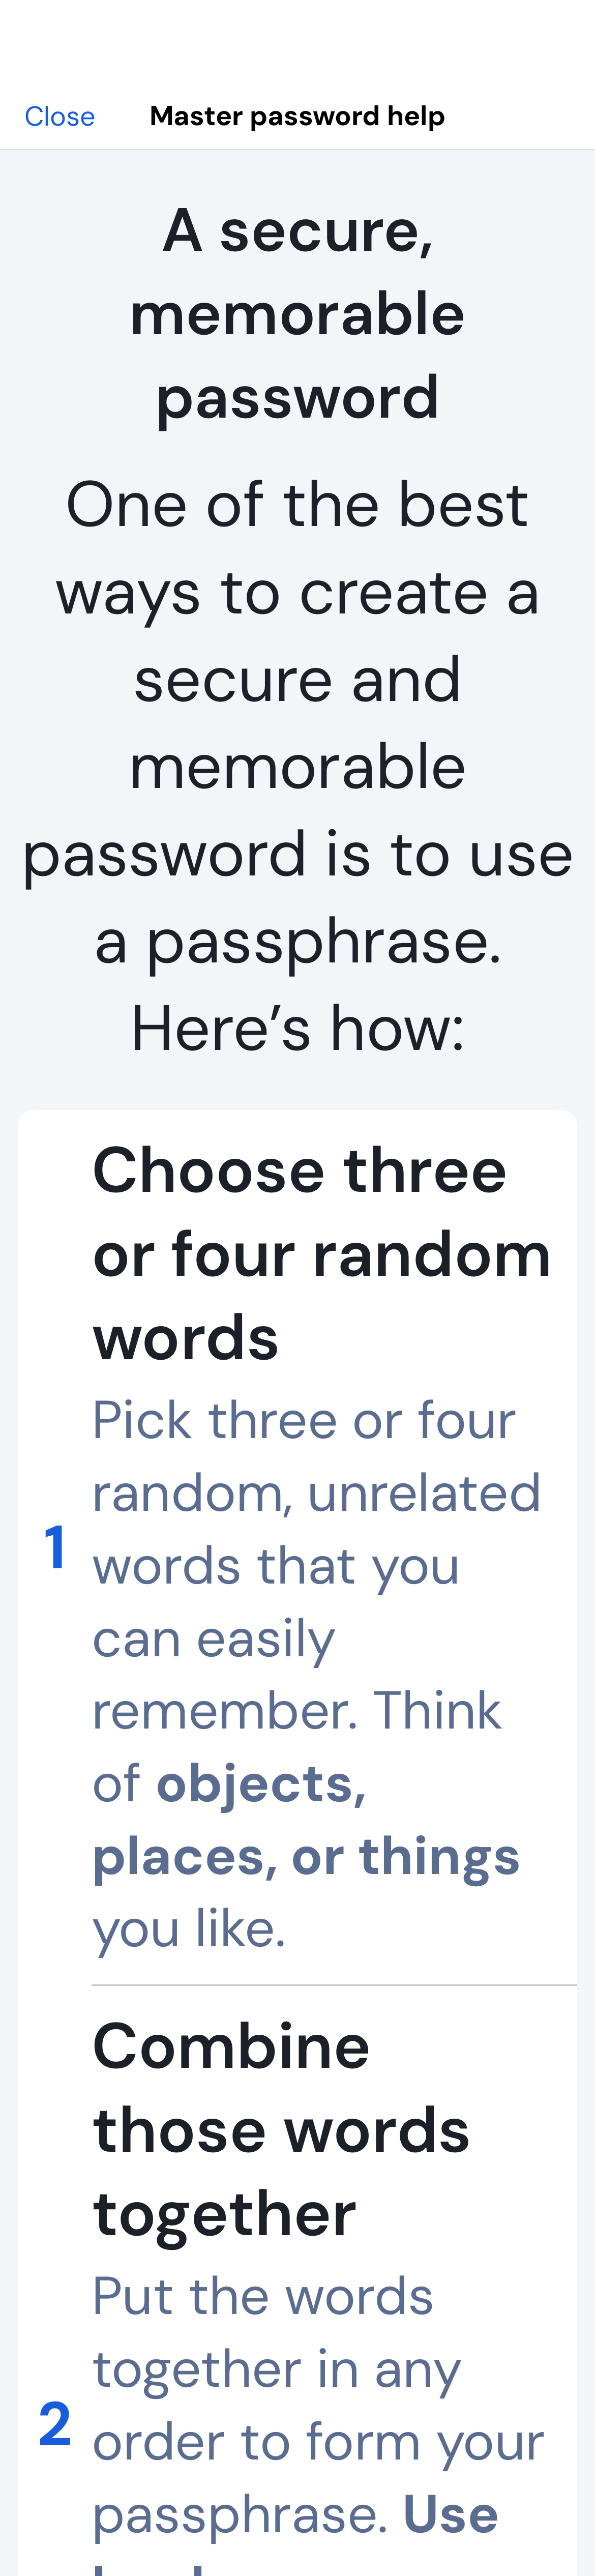 Close
Master password help
A secure,
memorable
password
One of the best
ways to create a
secure and
memorable
password is to use
a passphrase.
Here’s how:
Choose three
or four random
words
1
Pick three or four
random, unrelated
words that you
can easily
remember. Think
of objects,
places, or things
you like.
Combine
those words
together
2
Put the words
together in any
order to form your
passphrase. Use